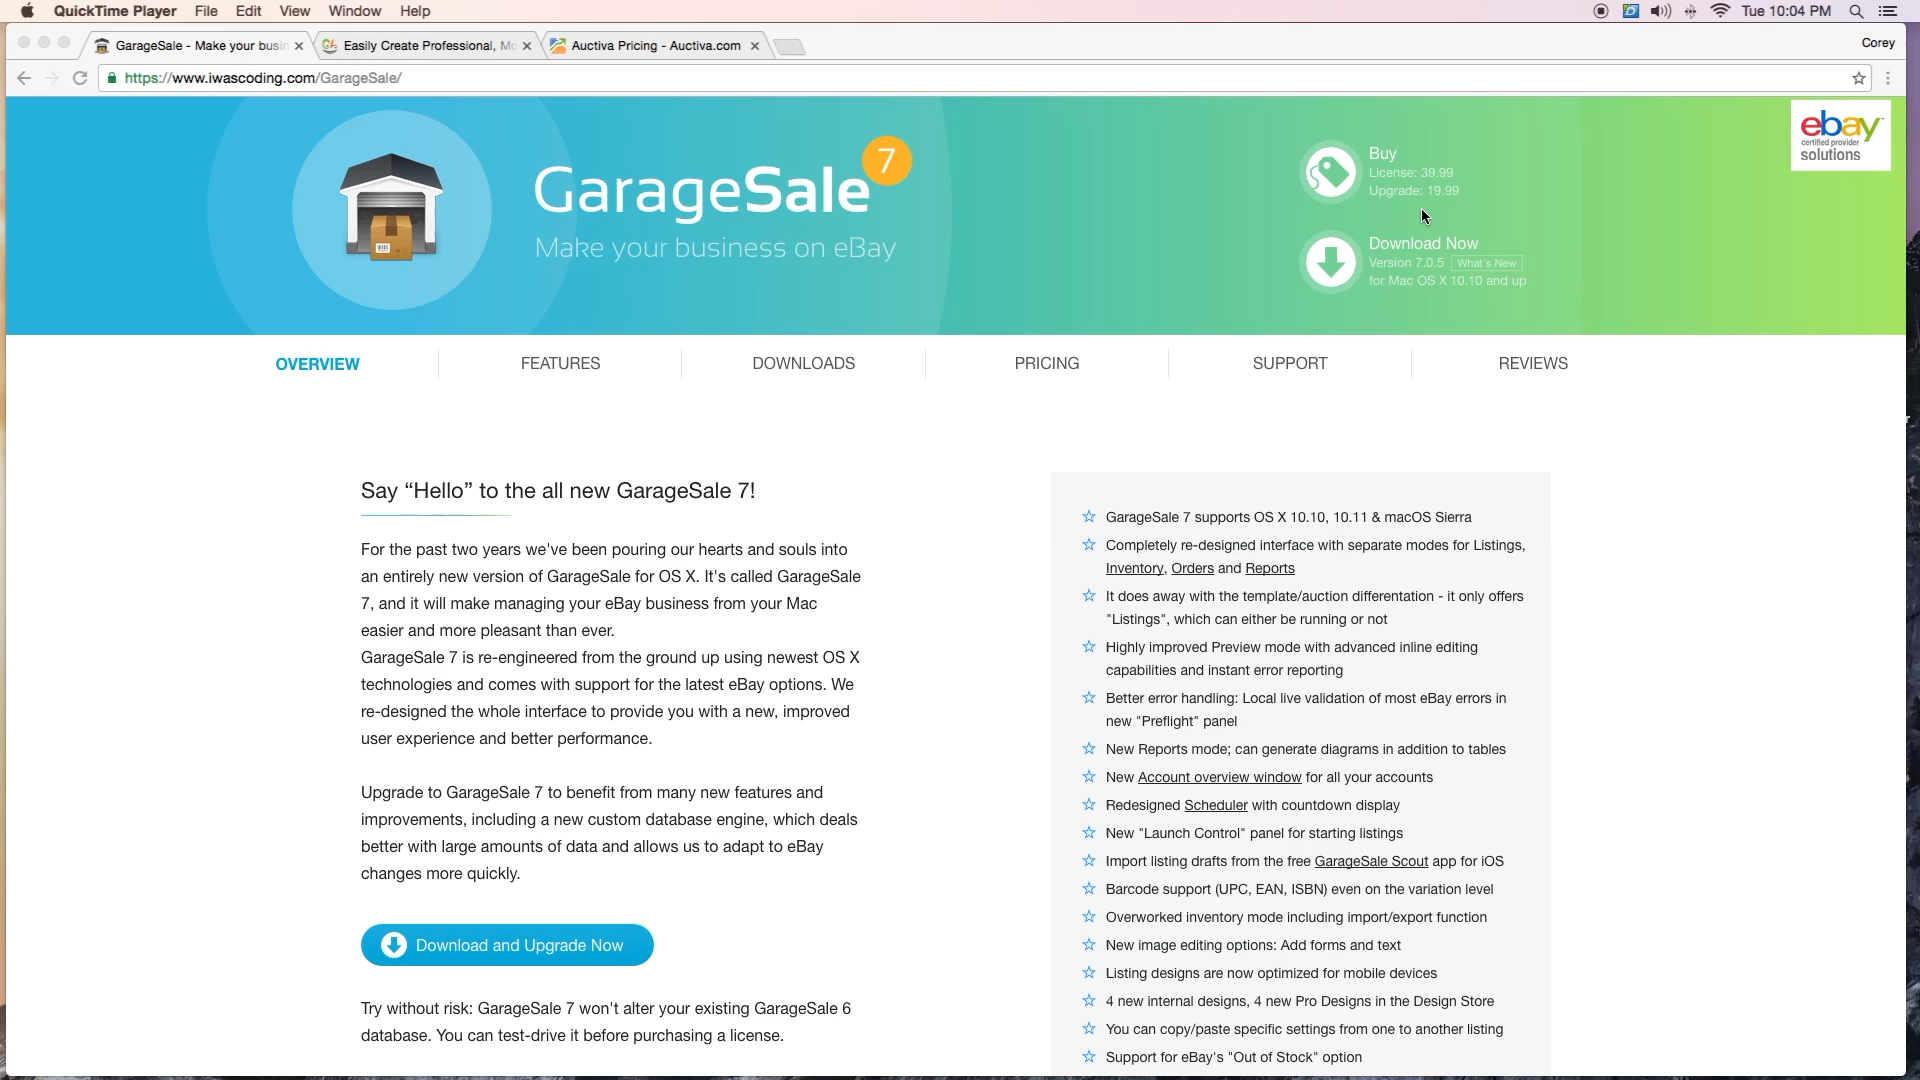 QuickTime Player File Edit View Window Help Tue 10:04 PM
GarageSale - Make your busin Easily Create Professional, Mo Auctiva Pricing - Auctiva.com Corey
https://www.iwascoding.com/GarageSale/
GarageSale 7
Make your business on eBay
Buy
License: 39.99
Upgrade: 19.99
Download Now
Version 7.0.5 What's New
for Mac OS X 10.10 and up
ebay
certified provider
solutions
OVERVIEW FEATURES DOWNLOADS PRICING SUPPORT REVIEWS
Say “Hello” to the all new GarageSale 7!
For the past two years we've been pouring our hearts and souls into
an entirely new version of GarageSale for OS X. It's called GarageSale
7, and it will make managing your eBay business from your Mac
easier and more pleasant than ever.
GarageSale 7 is re-engineered from the ground up using newest OS X
technologies and comes with support for the latest eBay options. We
re-designed the whole interface to provide you with a new, improved
user experience and better performance.
Upgrade to GarageSale 7 to benefit from many new features and
improvements, including a new custom database engine, which deals
better with large amounts of data and allows us to adapt to eBay
changes more quickly.
Download and Upgrade Now
Try without risk: GarageSale 7 won't alter your existing GarageSale 6
database. You can test-drive it before purchasing a license.
GarageSale 7 supports OS X 10.10, 10.11 & macOS Sierra
Completely re-designed interface with separate modes for Listings,
Inventory, Orders and Reports
It does away with the template/auction differentation - it only offers
"Listings", which can either be running or not
Highly improved Preview mode with advanced inline editing
capabilities and instant error reporting
Better error handling: Local live validation of most eBay errors in
new "Preflight" panel
New Reports mode; can generate diagrams in addition to tables
New Account overview window for all your accounts
Redesigned Scheduler with countdown display
New "Launch Control" panel for starting listings
Import listing drafts from the free GarageSale Scout app for iOS
Barcode support (UPC, EAN, ISBN) even on the variation level
Overworked inventory mode including import/export function
New image editing options: Add forms and text
Listing designs are now optimized for mobile devices
4 new internal designs, 4 new Pro Designs in the Design Store
You can copy/paste specific settings from one to another listing
Support for eBay's "Out of Stock" option